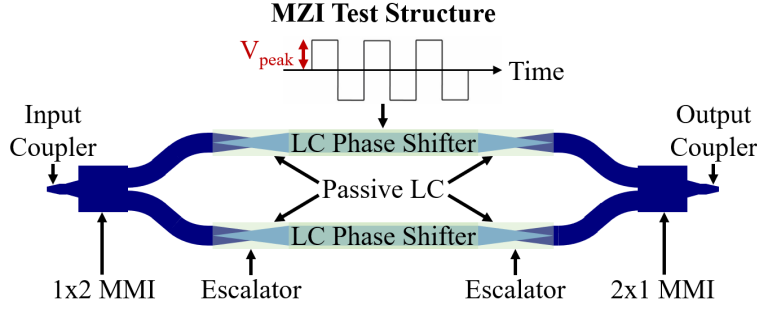 MZI Test Structure
V_peak
Time
Input
Coupler
Output
Coupler
LC Phase Shifter
Passive LC
LC Phase Shifter
1x2 MMI
Escalator
Escalator
2x1 MMI